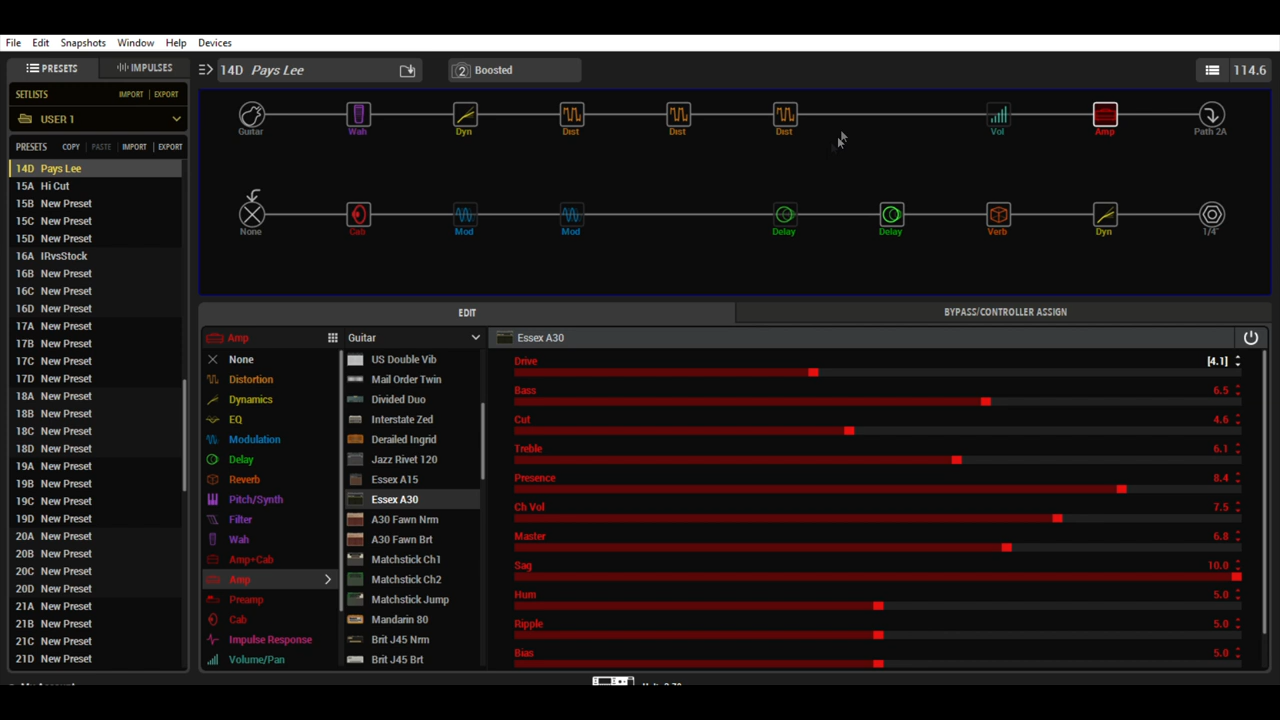 File Edit Snapshots Window Help Devices
PRESETS IMPULSES 14D Pays Lee 2 Boosted 114.6
SETLISTS IMPORT EXPORT
USER 1
Guitar Wah Dyn Dist Dist Dist Vol Amp Path 2A
PRESETS COPY PASTE IMPORT EXPORT
None Cab Mod Mod Delay Delay Verb Dyn 1/4"
14D Pays Lee
15A Hi Cut
15B New Preset
15C New Preset
15D New Preset
16A IRvsStock
16B New Preset
16C New Preset
16D New Preset
17A New Preset
17B New Preset
17C New Preset
17D New Preset
18A New Preset
18B New Preset
18C New Preset
18D New Preset
19A New Preset
19B New Preset
19C New Preset
19D New Preset
20A New Preset
20B New Preset
20C New Preset
20D New Preset
21A New Preset
21B New Preset
21C New Preset
21D New Preset
EDIT BYPASS/CONTROLLER ASSIGN
Amp
None
Distortion
Dynamics
EQ
Modulation
Delay
Reverb
Pitch/Synth
Filter
Wah
Amp+Cab
Amp
Preamp
Cab
Impulse Response
Volume/Pan
Guitar
US Double Vib
Mail Order Twin
Divided Duo
Interstate Zed
Derailed Ingrid
Jazz Rivet 120
Essex A15
Essex A30
A30 Fawn Nrm
A30 Fawn Brt
Matchstick Ch1
Matchstick Ch2
Matchstick Jump
Mandarin 80
Brit J45 Nrm
Brit J45 Brt
Essex A30
Drive [4.1]
Bass 6.5
Cut 4.6
Treble 6.1
Presence 8.4
Ch Vol 7.5
Master 6.8
Sag 10.0
Hum 5.0
Ripple 5.0
Bias 5.0